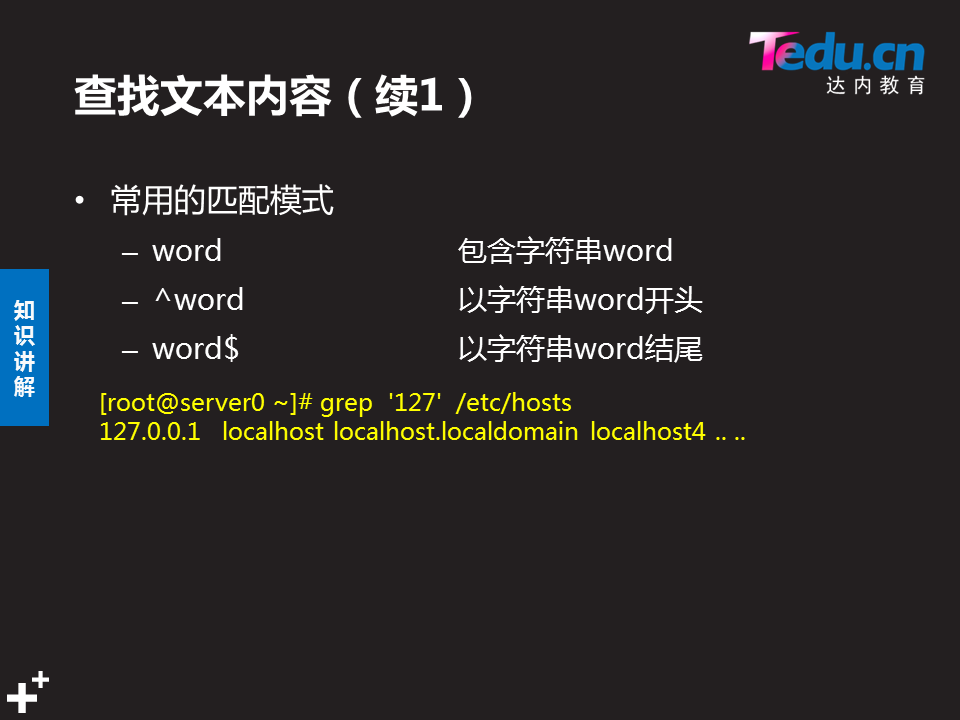 Tedu.cn
达内教育
查找文本内容（续1）
• 常用的匹配模式
– word 包含字符串word
– ^word 以字符串word开头
– word$ 以字符串word结尾
知识讲解
[root@server0 ~]# grep '127' /etc/hosts
127.0.0.1 localhost localhost.localdomain localhost4 .. ..